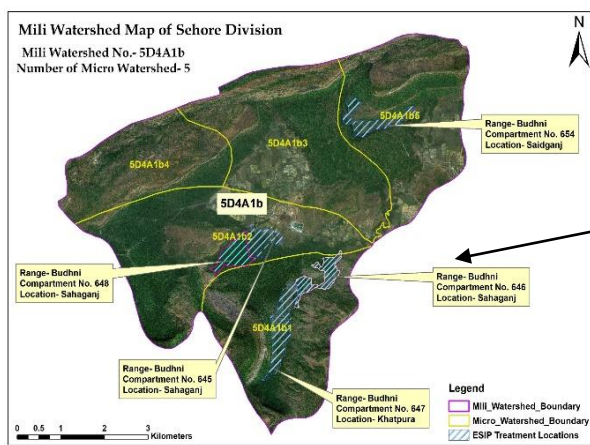 Mili Watershed Map of Sehore Division
Mili Watershed No.- 5D4A1b
Number of Micro Watershed- 5
N
5D4A1b5
Range- Budhni
Compartment No. 654
Location- Saidganj
5D4A1b3
5D4A1b4
5D4A1b
5D4A1b2
Range- Budhni
Compartment No. 648
Location- Sahaganj
Range- Budhni
Compartment No. 646
Location- Sahaganj
5D4A1b1
Range- Budhni
Compartment No. 645
Location- Sahaganj
Range- Budhni
Compartment No. 647
Location- Khatpura
Legend
Mili_Watershed_Boundary
Micro_Watershed_Boundary
ESIP Treatment Locations
0 0.5 1 2 3
Kilometers